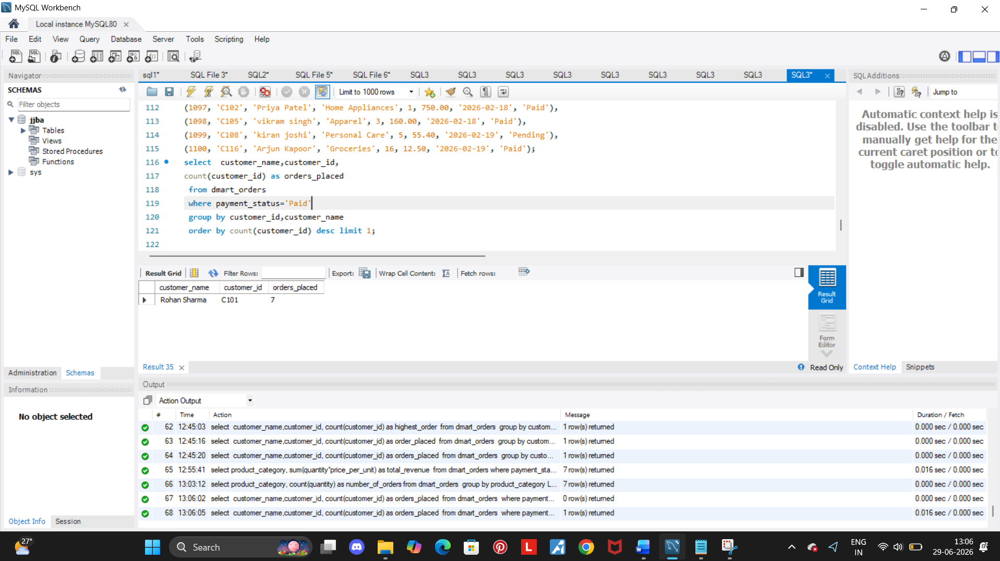 MySQL Workbench
Local instance MySQL80
File Edit View Query Database Server Tools Scripting Help
Navigator
SCHEMAS
Filter objects
jjba
Tables
Views
Stored Procedures
Functions
sys
Administration Schemas
Information
No object selected
Object Info Session
sql1* SQL File 3* SQL2* SQL File 5* SQL File 6* SQL3 SQL3 SQL3 SQL3 SQL3 SQL3 SQL3 SQL3 SQL3*
Limit to 1000 rows
112 (1097, 'C102', 'Priya Patel', 'Home Appliances', 1, 750.00, '2026-02-18', 'Paid'),
113 (1098, 'C105', 'vikram singh', 'Apparel', 3, 160.00, '2026-02-18', 'Paid'),
114 (1099, 'C108', 'kiran joshi', 'Personal Care', 5, 55.40, '2026-02-19', 'Pending'),
115 (1100, 'C116', 'Arjun Kapoor', 'Groceries', 16, 12.50, '2026-02-19', 'Paid');
116 select customer_name,customer_id,
117 count(customer_id) as orders_placed
118 from dmart_orders
119 where payment_status='Paid'
120 group by customer_id,customer_name
121 order by count(customer_id) desc limit 1;
122
Result Grid Filter Rows: Export: Wrap Cell Content: Fetch rows:
customer_name customer_id orders_placed
Rohan Sharma C101 7
Result Grid
Form Editor
Result 35
Read Only
SQLAdditions
Jump to
Automatic context help is
disabled. Use the toolbar t
manually get help for the
current caret position or to
toggle automatic help.
Context Help Snippets
Output
Action Output
# Time Action Message Duration / Fetch
62 12:45:03 select customer_name,customer_id, count(customer_id) as highest_order from dmart_orders group by custom... 1 row(s) returned 0.000 sec / 0.000 sec
63 12:45:16 select customer_name,customer_id, count(customer_id) as order_placed from dmart_orders group by custom... 1 row(s) returned 0.000 sec / 0.000 sec
64 12:45:20 select customer_name,customer_id, count(customer_id) as orders_placed from dmart_orders group by custo... 1 row(s) returned 0.000 sec / 0.000 sec
65 12:55:41 select product_category, sum(quantity*price_per_unit) as total_revenue from dmart_orders where payment_sta... 7 row(s) returned 0.016 sec / 0.000 sec
66 13:03:12 select product_category, count(quantity) as number_of_orders from dmart_orders group by product_category L... 7 row(s) returned 0.000 sec / 0.000 sec
67 13:06:02 select customer_name,customer_id, count(customer_id) as orders_placed from dmart_orders where payment... 0 row(s) returned 0.000 sec / 0.000 sec
68 13:06:05 select customer_name,customer_id, count(customer_id) as orders_placed from dmart_orders where payment... 1 row(s) returned 0.016 sec / 0.000 sec
27°
Search
ENG
IN
13:06
29-06-2026